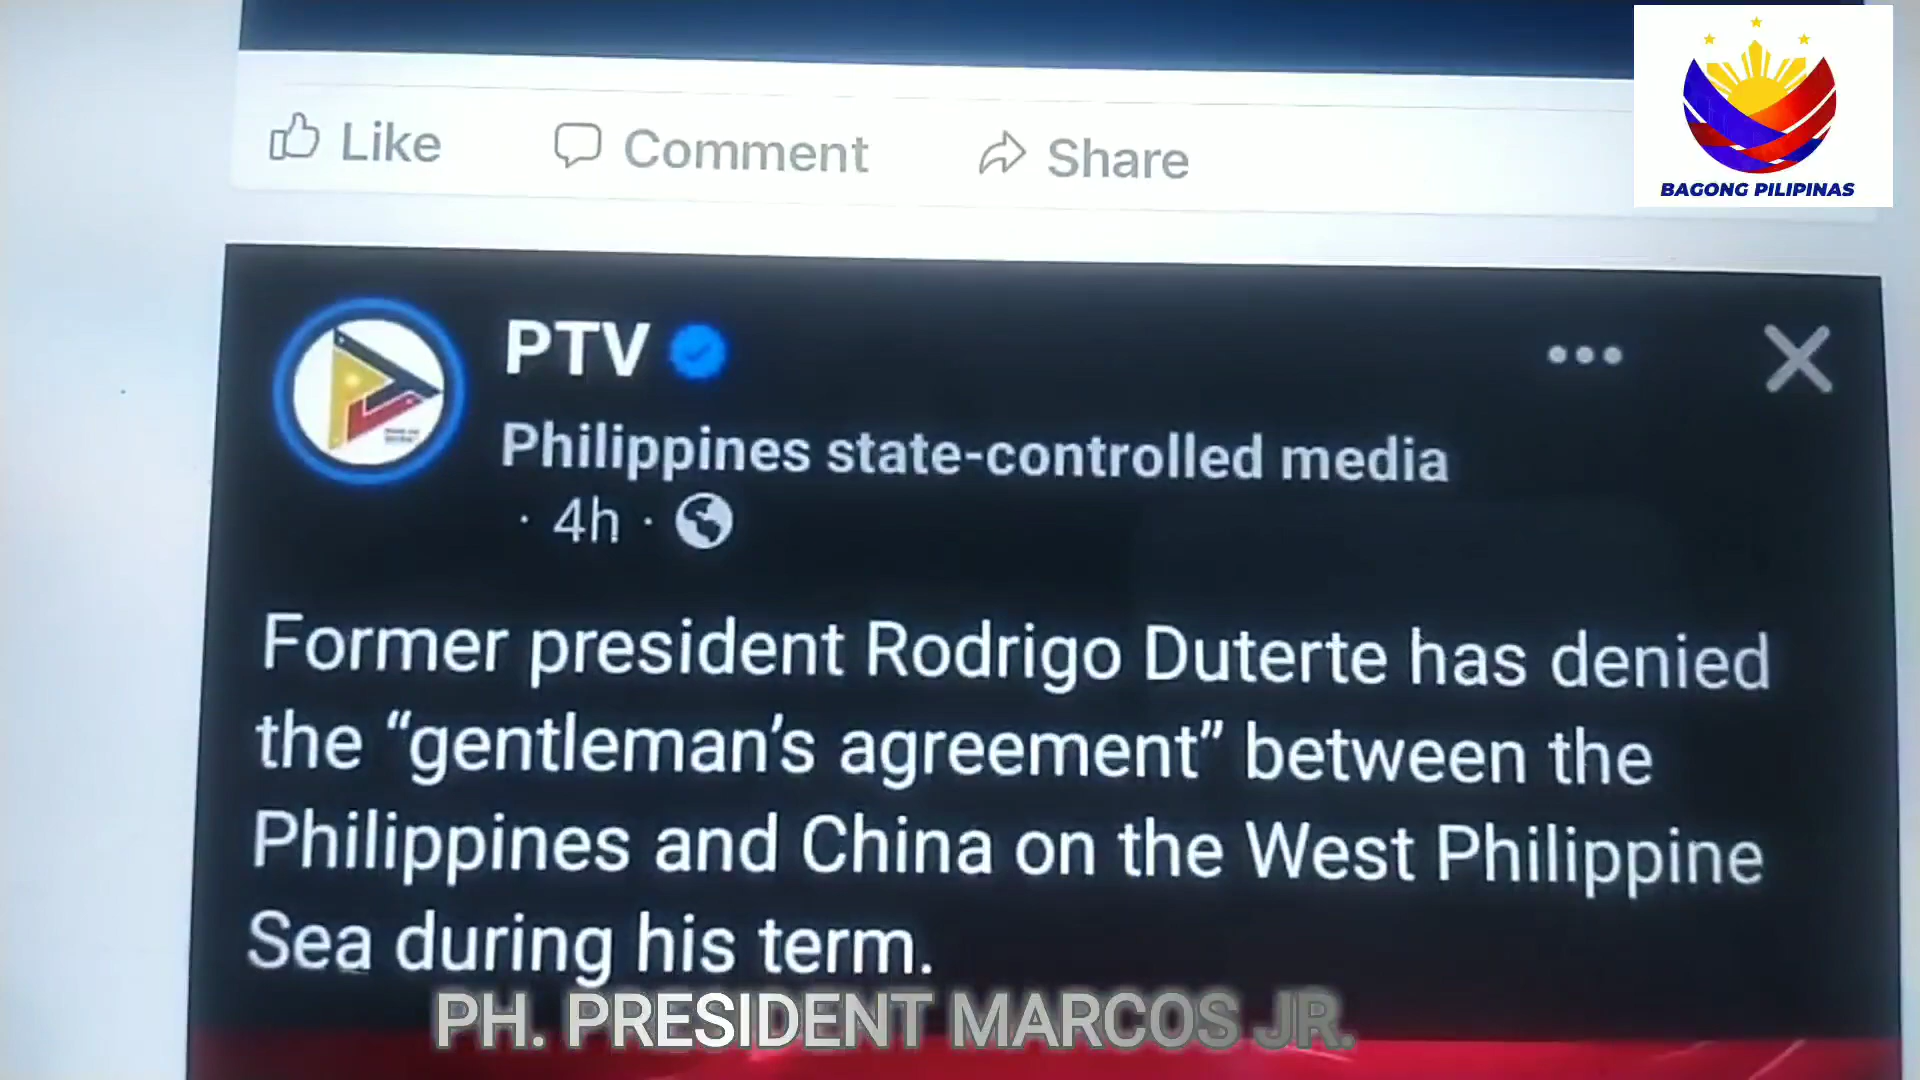 Like Comment Share
BAGONG PILIPINAS
PTV
Philippines state-controlled media
· 4h ·
Former president Rodrigo Duterte has denied
the “gentleman’s agreement” between the
Philippines and China on the West Philippine
Sea during his term.
PH. PRESIDENT MARCOS JR.